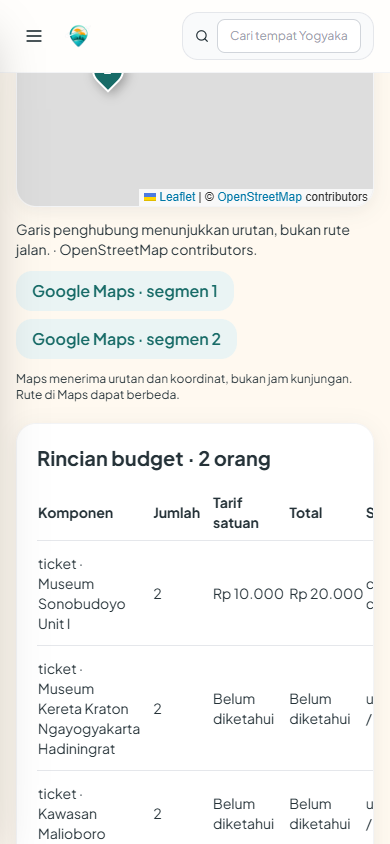 Cari tempat Yogyaka
Leaflet | © OpenStreetMap contributors
Garis penghubung menunjukkan urutan, bukan rute
jalan. · OpenStreetMap contributors.
Google Maps · segmen 1
Google Maps · segmen 2
Maps menerima urutan dan koordinat, bukan jam kunjungan.
Rute di Maps dapat berbeda.
Rincian budget · 2 orang
Komponen Jumlah Tarif satuan Total
ticket ·
Museum
Sonobudoyo
Unit I
2 Rp 10.000 Rp 20.000
ticket ·
Museum
Kereta Kraton
Ngayogyakarta
Hadiningrat
2 Belum diketahui Belum diketahui
ticket ·
Kawasan
Malioboro
2 Belum diketahui Belum diketahui